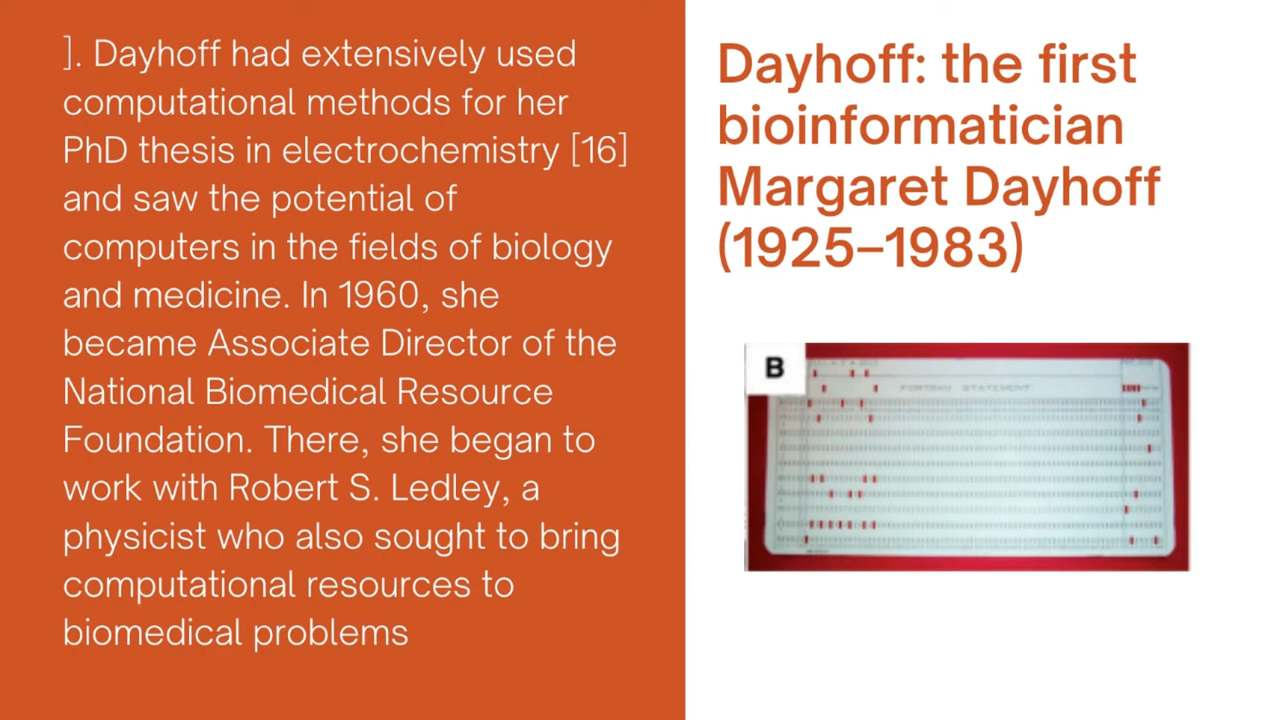 ]. Dayhoff had extensively used
computational methods for her
PhD thesis in electrochemistry [16]
and saw the potential of
computers in the fields of biology
and medicine. In 1960, she
became Associate Director of the
National Biomedical Resource
Foundation. There, she began to
work with Robert S. Ledley, a
physicist who also sought to bring
computational resources to
biomedical problems
Dayhoff: the first
bioinformatician
Margaret Dayhoff
(1925–1983)
B
FORTRAN STATEMENT